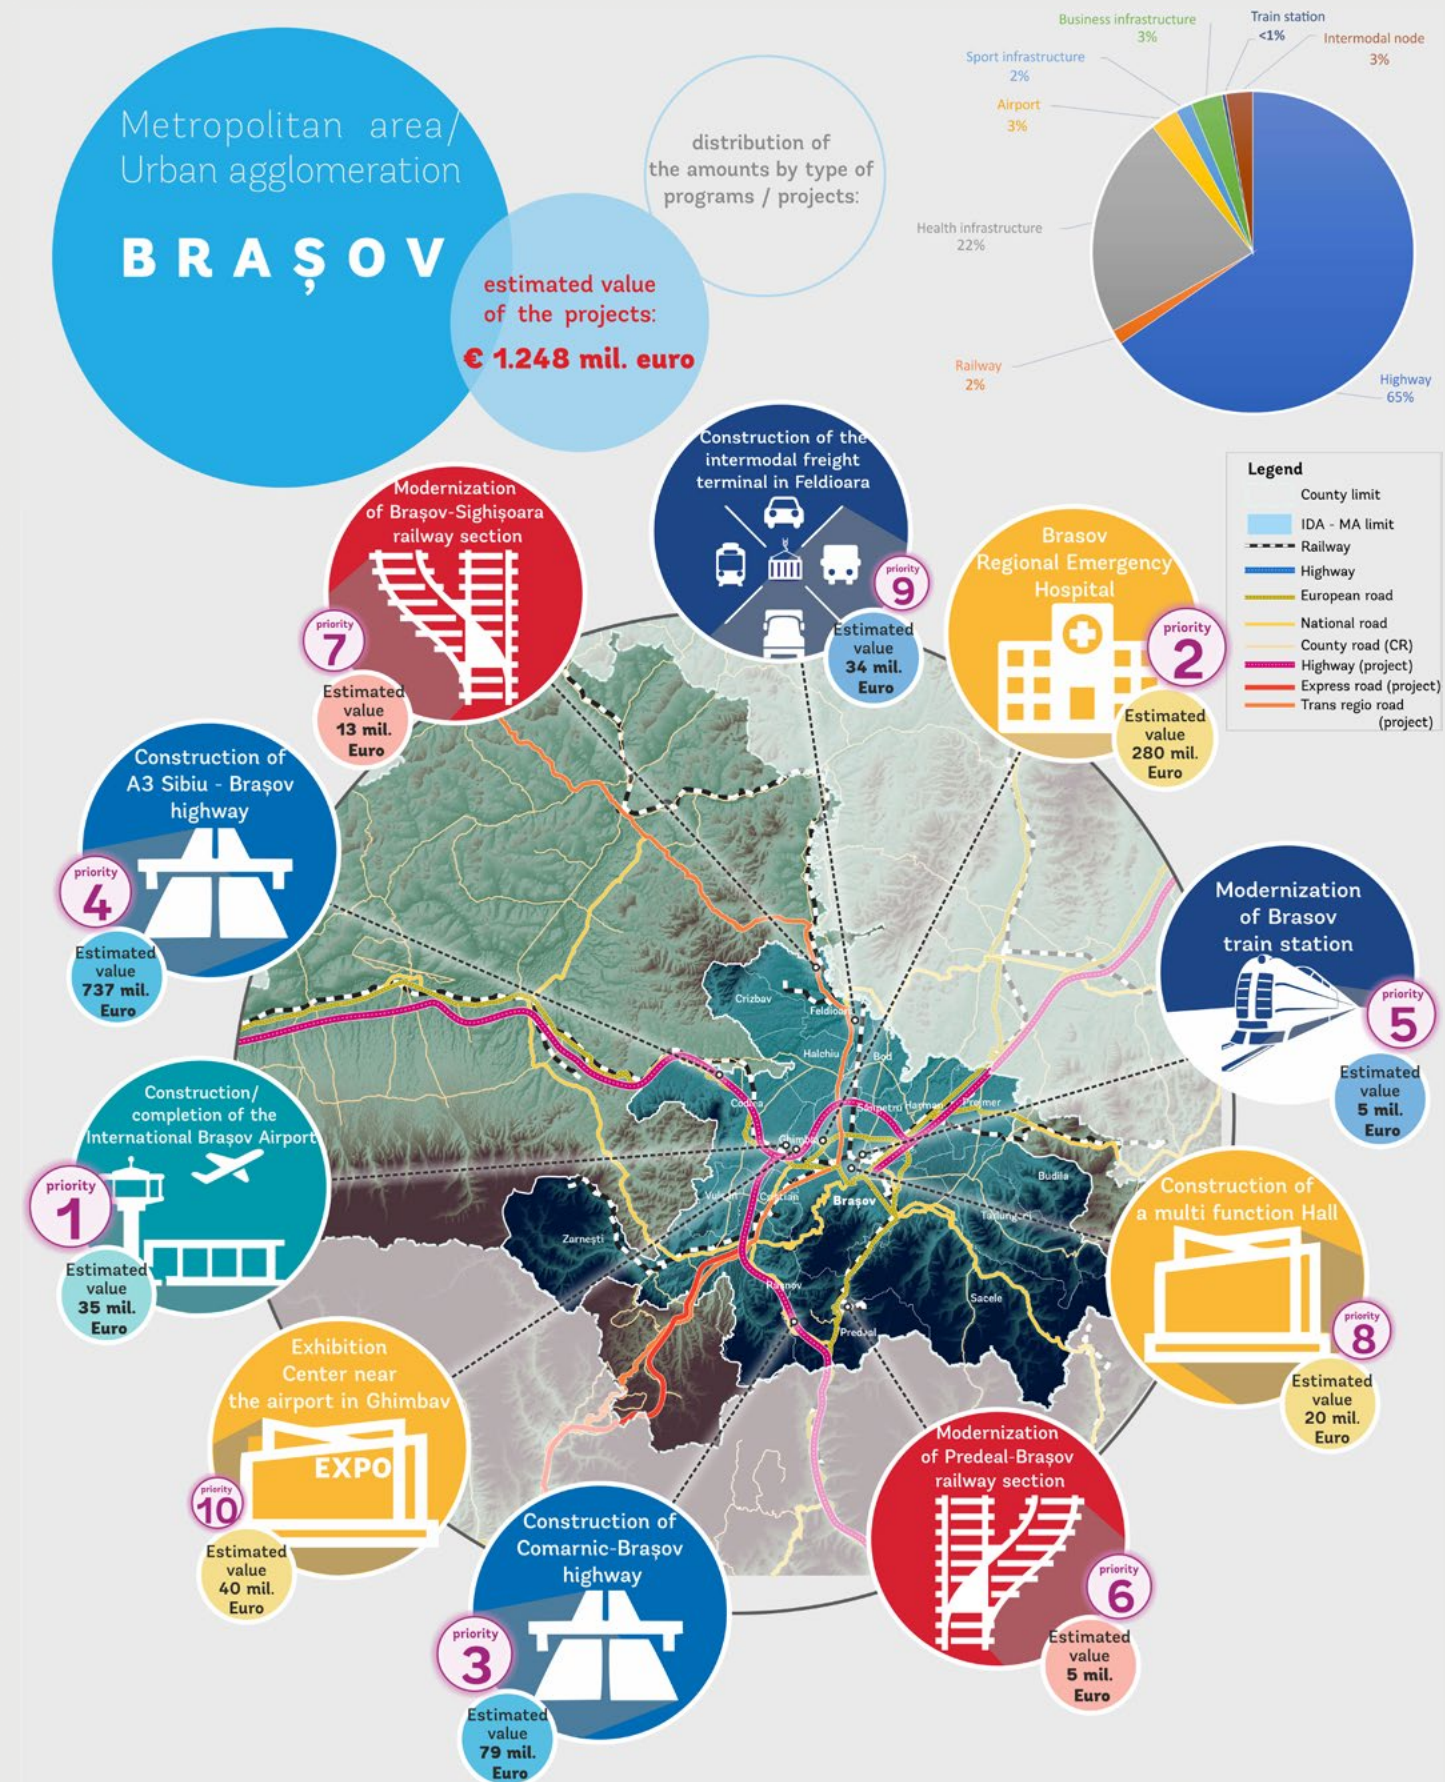 Metropolitan area/
Urban agglomeration
BRAȘOV
estimated value
of the projects:
€ 1.248 mil. euro
distribution of
the amounts by type of
programs / projects:
Business infrastructure
3%
Train station
<1%
Intermodal node
3%
Sport infrastructure
2%
Airport
3%
Health infrastructure
22%
Railway
2%
Highway
65%
Legend
County limit
IDA - MA limit
Railway
Highway
European road
National road
County road (CR)
Highway (project)
Express road (project)
Trans regio road
(project)
Construction of the
intermodal freight
terminal in Feldioara
priority
9
Estimated
value
34 mil.
Euro
Modernization
of Brașov-Sighișoara
railway section
priority
7
Estimated
value
13 mil.
Euro
Brasov
Regional Emergency
Hospital
priority
2
Estimated
value
280 mil.
Euro
Construction of
A3 Sibiu - Brașov
highway
priority
4
Estimated
value
737 mil.
Euro
Modernization
of Brasov
train station
priority
5
Estimated
value
5 mil.
Euro
Construction/
completion of the
International Brașov Airport
priority
1
Estimated
value
35 mil.
Euro
Crizbav
Feldioara
Halchiu
Bod
Codlea
Sânpetru
Harman
Prejmer
Ghimbav
Budila
Vulcan
Cristian
Brașov
Tarlungeni
Zarnești
Sacele
Rasnov
Predeal
Construction of
a multi function Hall
priority
8
Estimated
value
20 mil.
Euro
Exhibition
Center near
the airport in Ghimbav
EXPO
priority
10
Estimated
value
40 mil.
Euro
Modernization
of Predeal-Brașov
railway section
priority
6
Estimated
value
5 mil.
Euro
Construction of
Comarnic-Brașov
highway
priority
3
Estimated
value
79 mil.
Euro